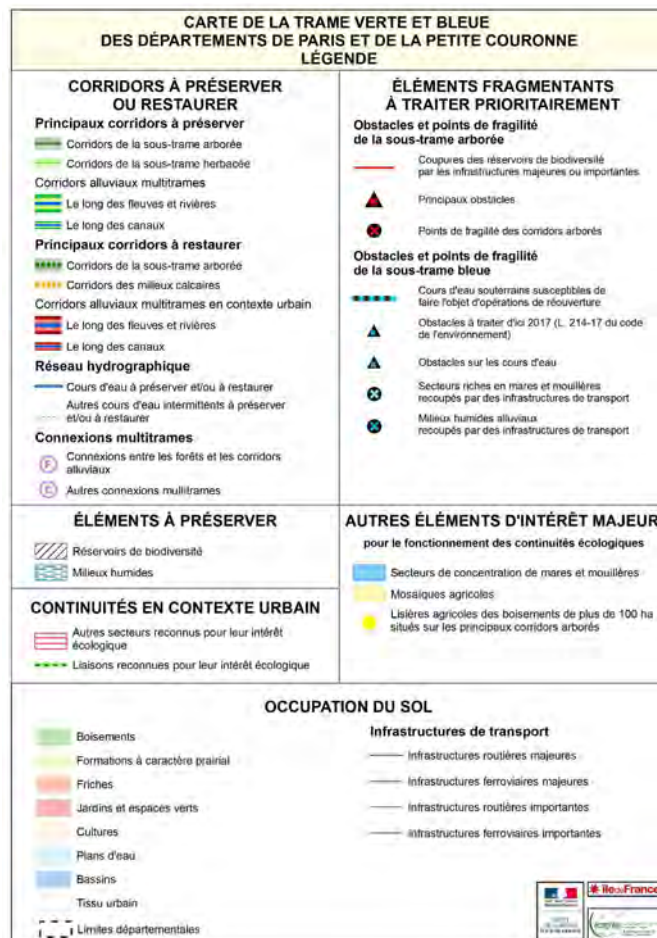 CARTE DE LA TRAME VERTE ET BLEUE
DES DÉPARTEMENTS DE PARIS ET DE LA PETITE COURONNE
LÉGENDE
CORRIDORS À PRÉSERVER
OU RESTAURER
Principaux corridors à préserver
Corridors de la sous-trame arborée
Corridors de la sous-trame herbacée
Corridors alluviaux multitrames
Le long des fleuves et rivières
Le long des canaux
Principaux corridors à restaurer
Corridors de la sous-trame arborée
Corridors des milieux calcaires
Corridors alluviaux multitrames en contexte urbain
Le long des fleuves et rivières
Le long des canaux
Réseau hydrographique
Cours d'eau à préserver et/ou à restaurer
Autres cours d'eau intermittents à préserver
et/ou à restaurer
Connexions multitrames
F
Connexions entre les forêts et les corridors
alluviaux
C
Autres connexions multitrames
ÉLÉMENTS FRAGMENTANTS
À TRAITER PRIORITAIREMENT
Obstacles et points de fragilité
de la sous-trame arborée
Coupures des réservoirs de biodiversité
par les infrastructures majeures ou importantes
Principaux obstacles
Points de fragilité des corridors arborés
Obstacles et points de fragilité
de la sous-trame bleue
Cours d'eau souterrains susceptibles de
faire l'objet d'opérations de réouverture
Obstacles à traiter d'ici 2017 (L. 214-17 du code
de l'environnement)
Obstacles sur les cours d'eau
Secteurs riches en mares et mouillères
recoupés par des infrastructures de transport
Milieux humides alluviaux
recoupés par des infrastructures de transport
ÉLÉMENTS À PRÉSERVER
Réservoirs de biodiversité
Milieux humides
CONTINUITÉS EN CONTEXTE URBAIN
Autres secteurs reconnus pour leur intérêt
écologique
Liaisons reconnues pour leur intérêt écologique
AUTRES ÉLÉMENTS D'INTÉRÊT MAJEUR
pour le fonctionnement des continuités écologiques
Secteurs de concentration de mares et mouillères
Mosaïques agricoles
Lisières agricoles des boisements de plus de 100 ha
situés sur les principaux corridors arborés
OCCUPATION DU SOL
Boisements
Formations à caractère prairial
Friches
Jardins et espaces verts
Cultures
Plans d'eau
Bassins
Tissu urbain
Limites départementales
Infrastructures de transport
Infrastructures routières majeures
Infrastructures ferroviaires majeures
Infrastructures routières importantes
Infrastructures ferroviaires importantes
île de France